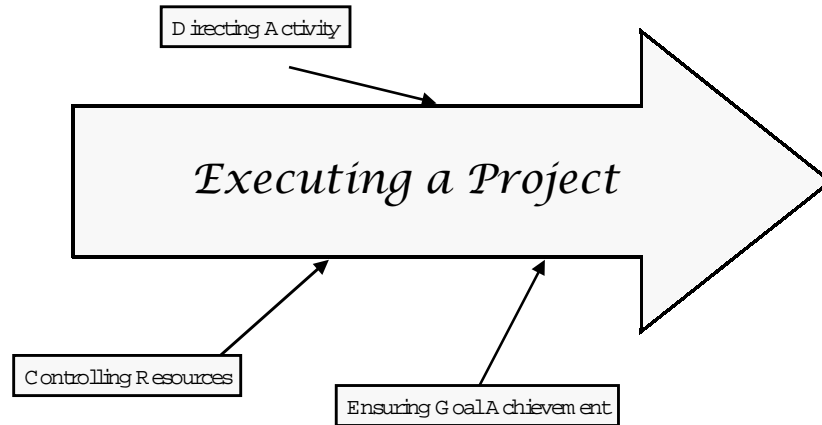 Directing Activity
Executing a Project
Controlling Resources
Ensuring Goal Achievement